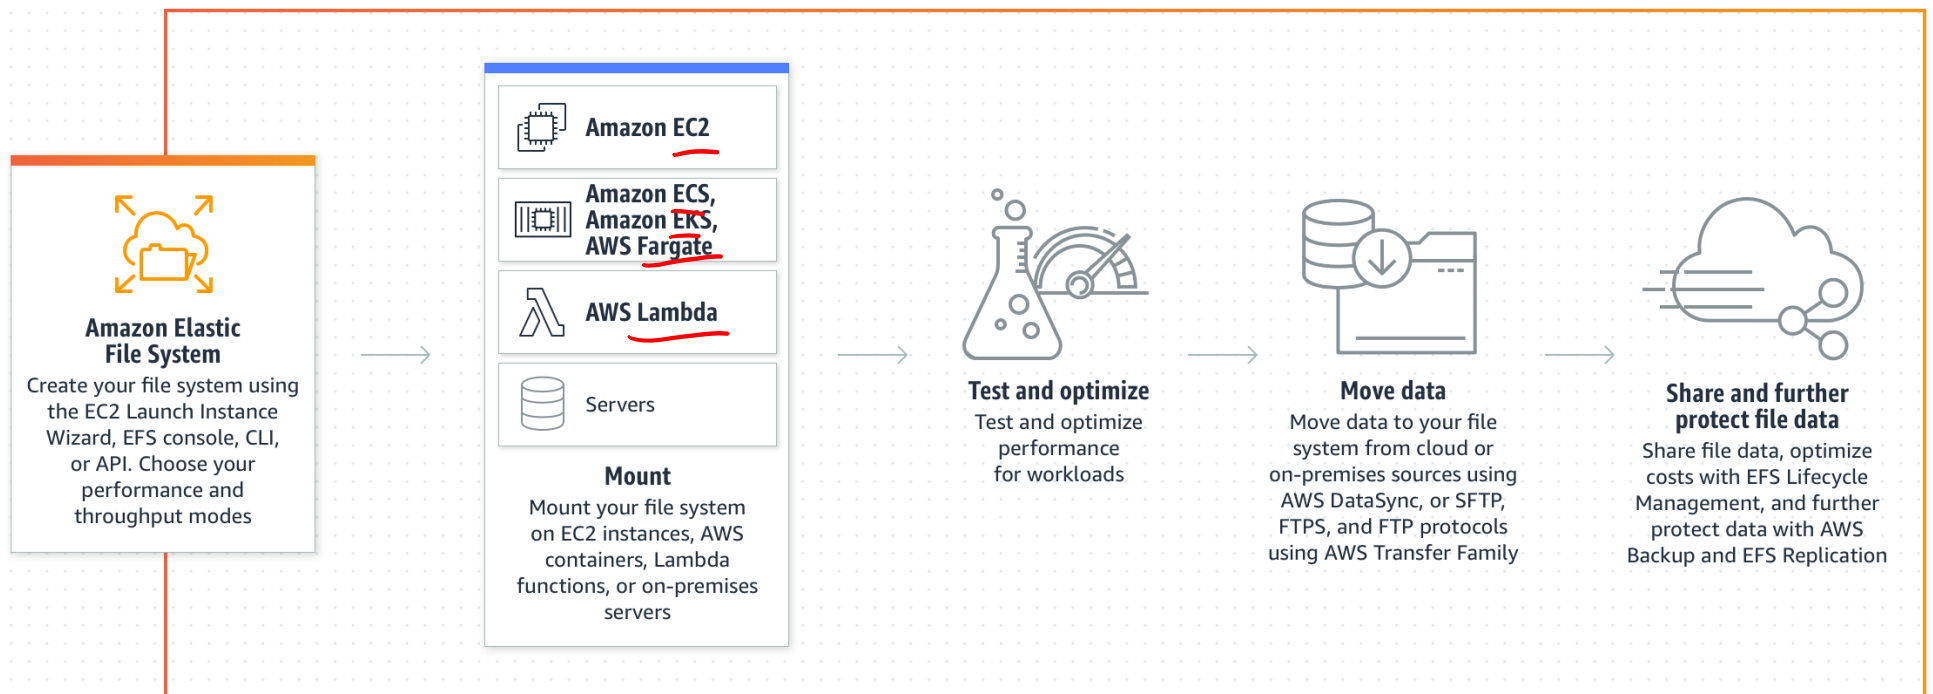 Amazon Elastic
File System
Create your file system using
the EC2 Launch Instance
Wizard, EFS console, CLI,
or API. Choose your
performance and
throughput modes
Amazon EC2
Amazon ECS,
Amazon EKS,
AWS Fargate
AWS Lambda
Servers
Mount
Mount your file system
on EC2 instances, AWS
containers, Lambda
functions, or on-premises
servers
Test and optimize
Test and optimize
performance
for workloads
Move data
Move data to your file
system from cloud or
on-premises sources using
AWS DataSync, or SFTP,
FTPS, and FTP protocols
using AWS Transfer Family
Share and further
protect file data
Share file data, optimize
costs with EFS Lifecycle
Management, and further
protect data with AWS
Backup and EFS Replication